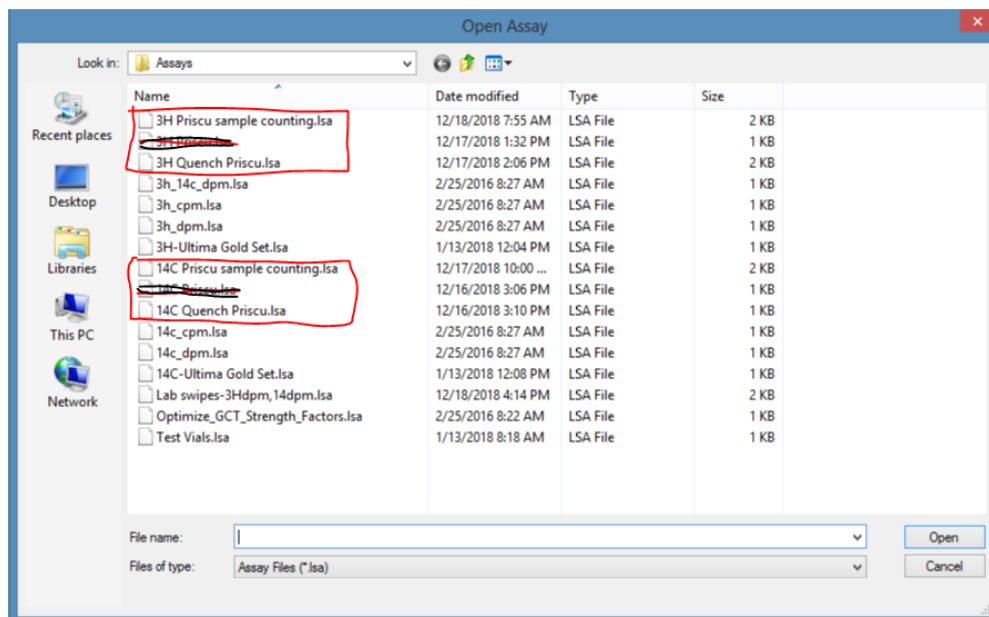 Open Assay
Look in: Assays
Name Date modified Type Size
3H Priscu sample counting.lsa 12/18/2018 7:55 AM LSA File 2 KB
3H Priscu.lsa 12/17/2018 1:32 PM LSA File 1 KB
3H Quench Priscu.lsa 12/17/2018 2:06 PM LSA File 2 KB
3h_14c_dpm.lsa 2/25/2016 8:27 AM LSA File 1 KB
3h_cpm.lsa 2/25/2016 8:27 AM LSA File 1 KB
3h_dpm.lsa 2/25/2016 8:27 AM LSA File 1 KB
3H-Ultima Gold Set.lsa 1/13/2018 12:04 PM LSA File 1 KB
14C Priscu sample counting.lsa 12/17/2018 10:00 ... LSA File 2 KB
14C Priscu.lsa 12/16/2018 3:06 PM LSA File 1 KB
14C Quench Priscu.lsa 12/16/2018 3:10 PM LSA File 1 KB
14c_cpm.lsa 2/25/2016 8:27 AM LSA File 1 KB
14c_dpm.lsa 2/25/2016 8:27 AM LSA File 1 KB
14C-Ultima Gold Set.lsa 1/13/2018 12:08 PM LSA File 1 KB
Lab swipes-3Hdpm,14dpm.lsa 12/18/2018 4:14 PM LSA File 2 KB
Optimize_GCT_Strength_Factors.lsa 2/25/2016 8:22 AM LSA File 1 KB
Test Vials.lsa 1/13/2018 8:18 AM LSA File 1 KB
Recent places
Desktop
Libraries
This PC
Network
File name: Open
Files of type: Assay Files (*.lsa) Cancel